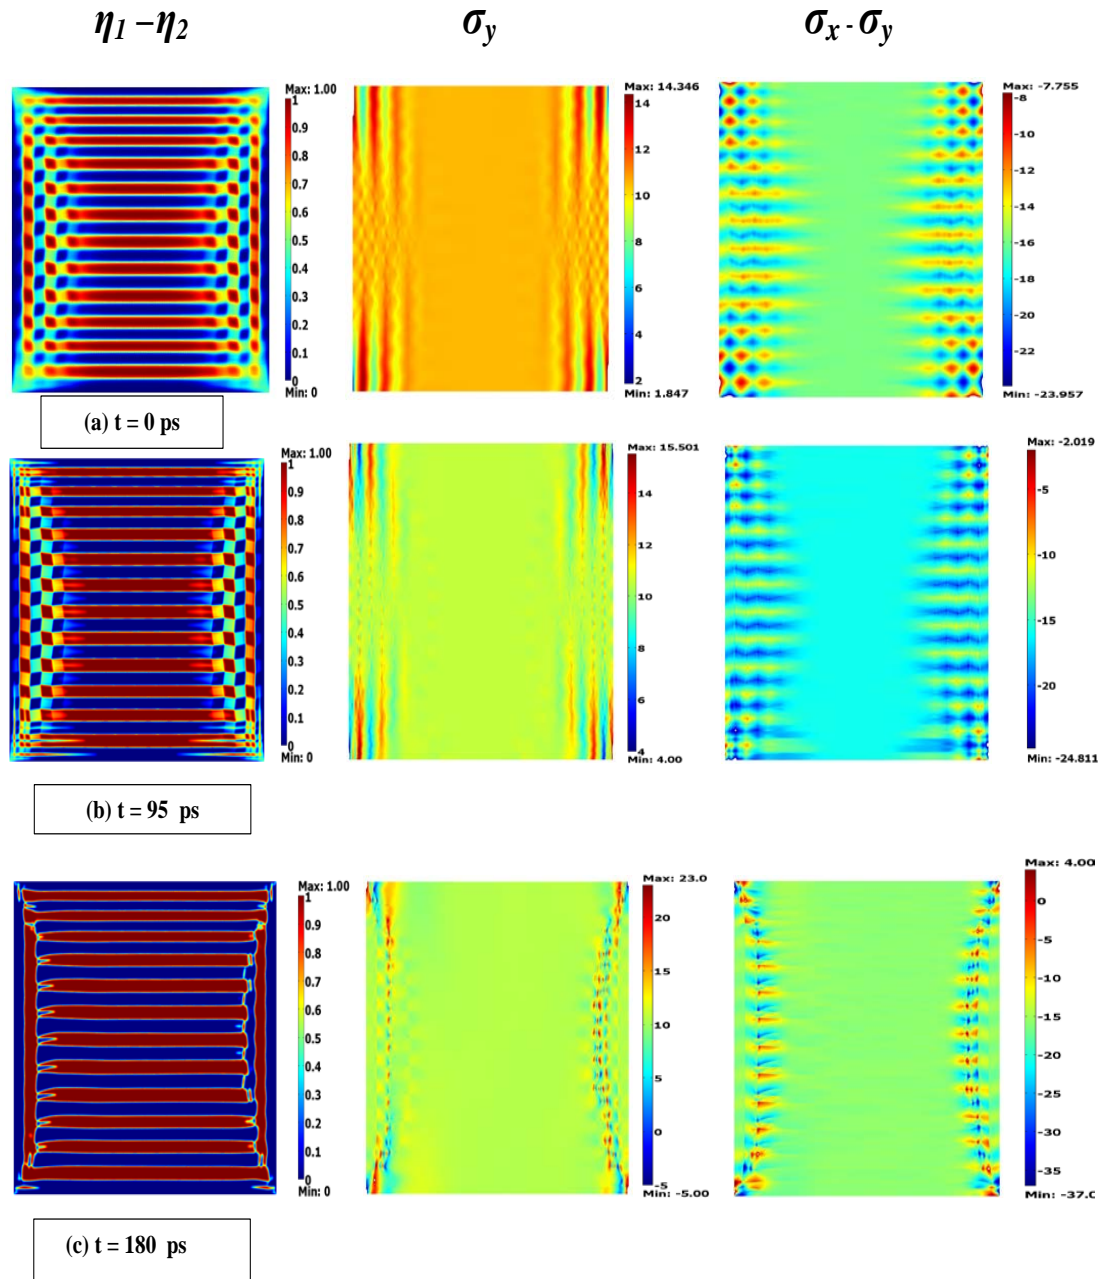 η1 – η2 σy σx - σy
Max: 1.00 Max: 14.346 Max: -7.755
1 14 -8
0.9 12 -10
0.8 10 -12
0.7 8 -14
0.6 6 -16
0.5 4 -18
0.4 2 -20
0.3 Min: 1.847 -22
0.2 Min: -23.957
0.1
0
Min: 0
(a) t = 0 ps
Max: 1.00 Max: 15.501 Max: -2.019
1 14 -5
0.9 12 -10
0.8 10 -15
0.7 8 -20
0.6 6 Min: -24.811
0.5 4
0.4 Min: 4.00
0.3
0.2
0.1
0
Min: 0
(b) t = 95 ps
Max: 1.00 Max: 23.0 Max: 4.00
1 20 0
0.9 15 -5
0.8 10 -10
0.7 5 -15
0.6 0 -20
0.5 -5 -25
0.4 Min: -5.00 -30
0.3 -35
0.2 Min: -37.0
0.1
0
Min: 0
(c) t = 180 ps